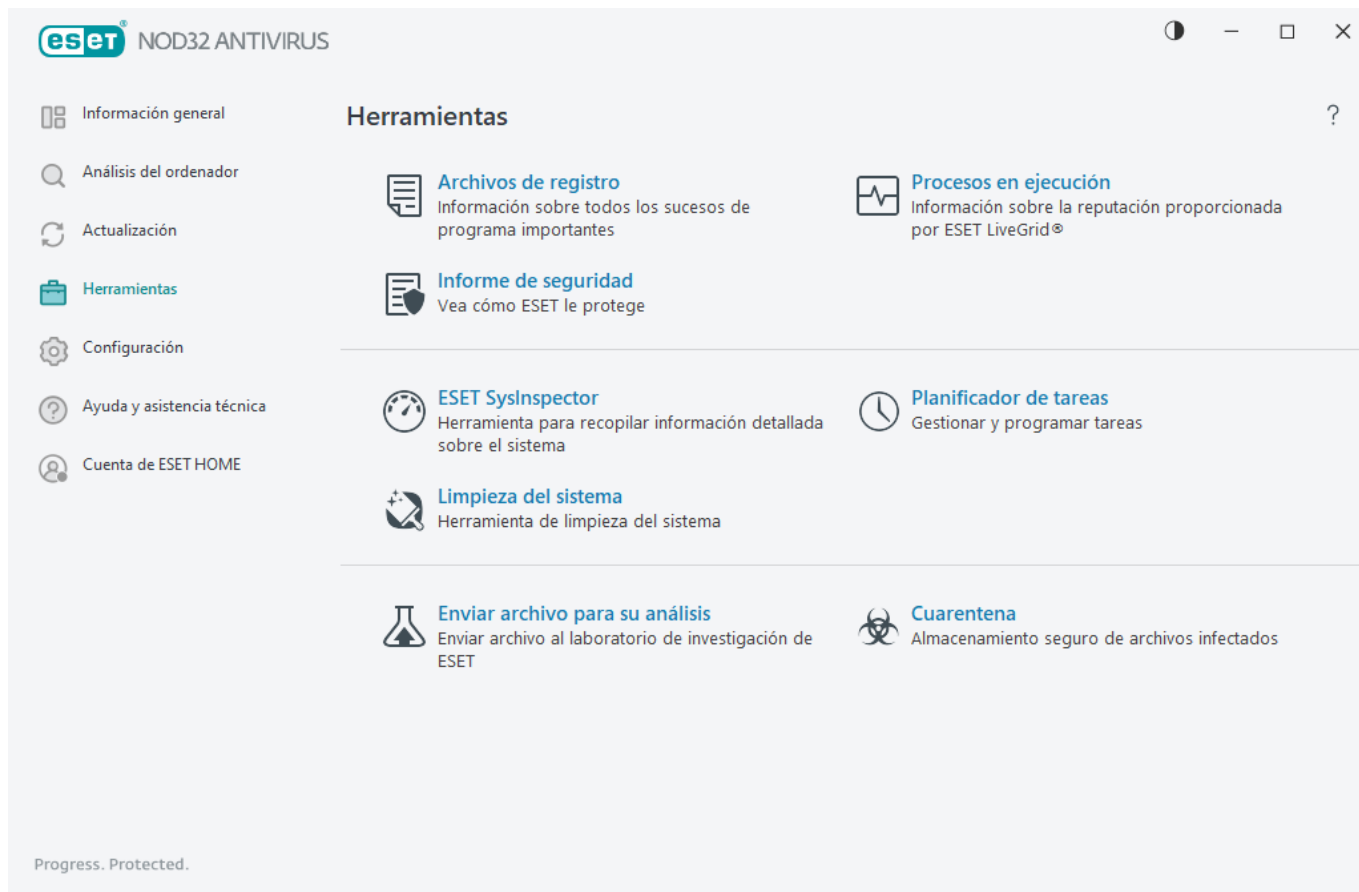 eset® NOD32 ANTIVIRUS
Información general
Análisis del ordenador
Actualización
Herramientas
Configuración
Ayuda y asistencia técnica
Cuenta de ESET HOME
Herramientas
?
Archivos de registro
Información sobre todos los sucesos de
programa importantes
Procesos en ejecución
Información sobre la reputación proporcionada
por ESET LiveGrid®
Informe de seguridad
Vea cómo ESET le protege
ESET SysInspector
Herramienta para recopilar información detallada
sobre el sistema
Planificador de tareas
Gestionar y programar tareas
Limpieza del sistema
Herramienta de limpieza del sistema
Enviar archivo para su análisis
Enviar archivo al laboratorio de investigación de
ESET
Cuarentena
Almacenamiento seguro de archivos infectados
Progress. Protected.